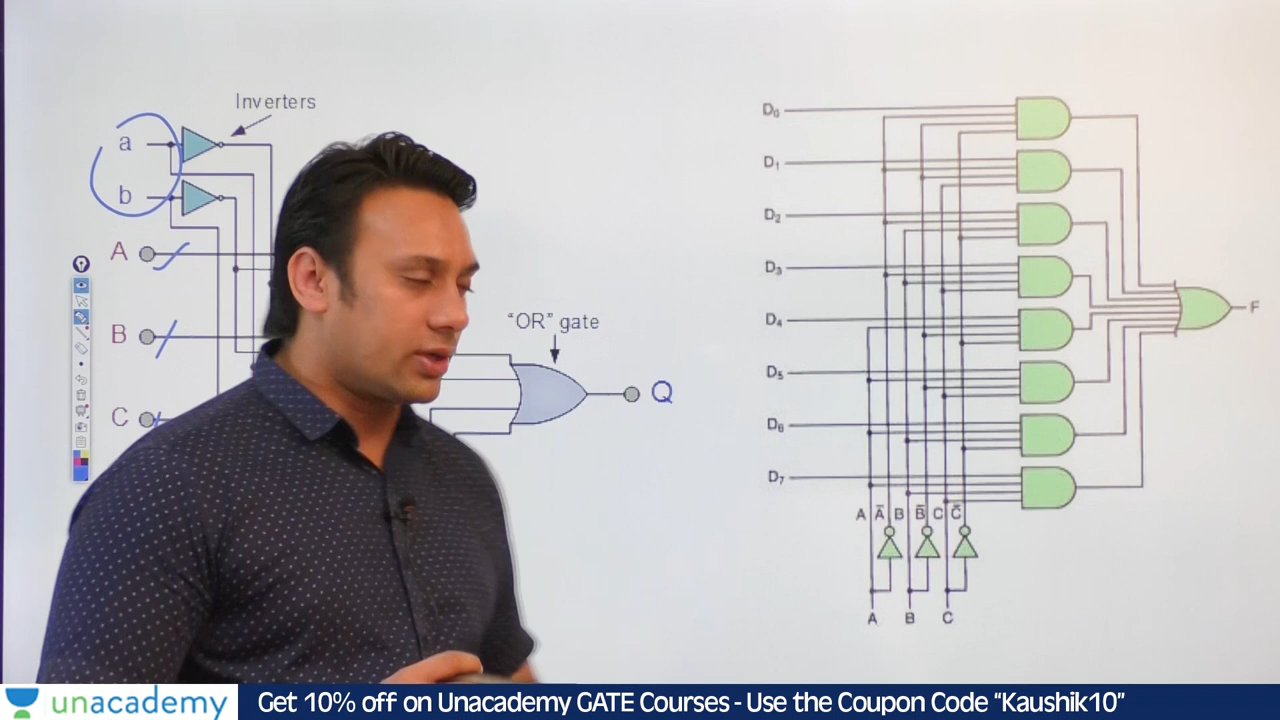 Inverters
a
b
A
B
C
"OR" gate
Q
D₀
D₁
D₂
D₃
D₄
D₅
D₆
D₇
A Ā B B̄ C C̄
A B C
F
unacademy
Get 10% off on Unacademy GATE Courses - Use the Coupon Code "Kaushik10"